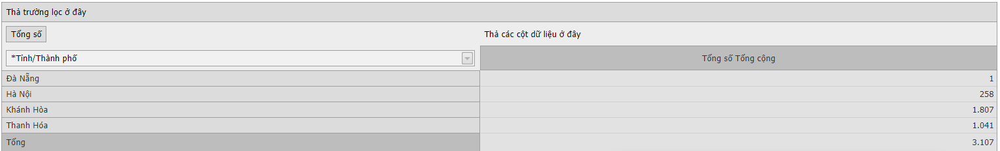 Thả trường lọc ở đây
Tổng số
Thả các cột dữ liệu ở đây
*Tỉnh/Thành phố
Tổng số Tổng cộng
Đà Nẵng 1
Hà Nội 258
Khánh Hòa 1.807
Thanh Hóa 1.041
Tổng 3.107